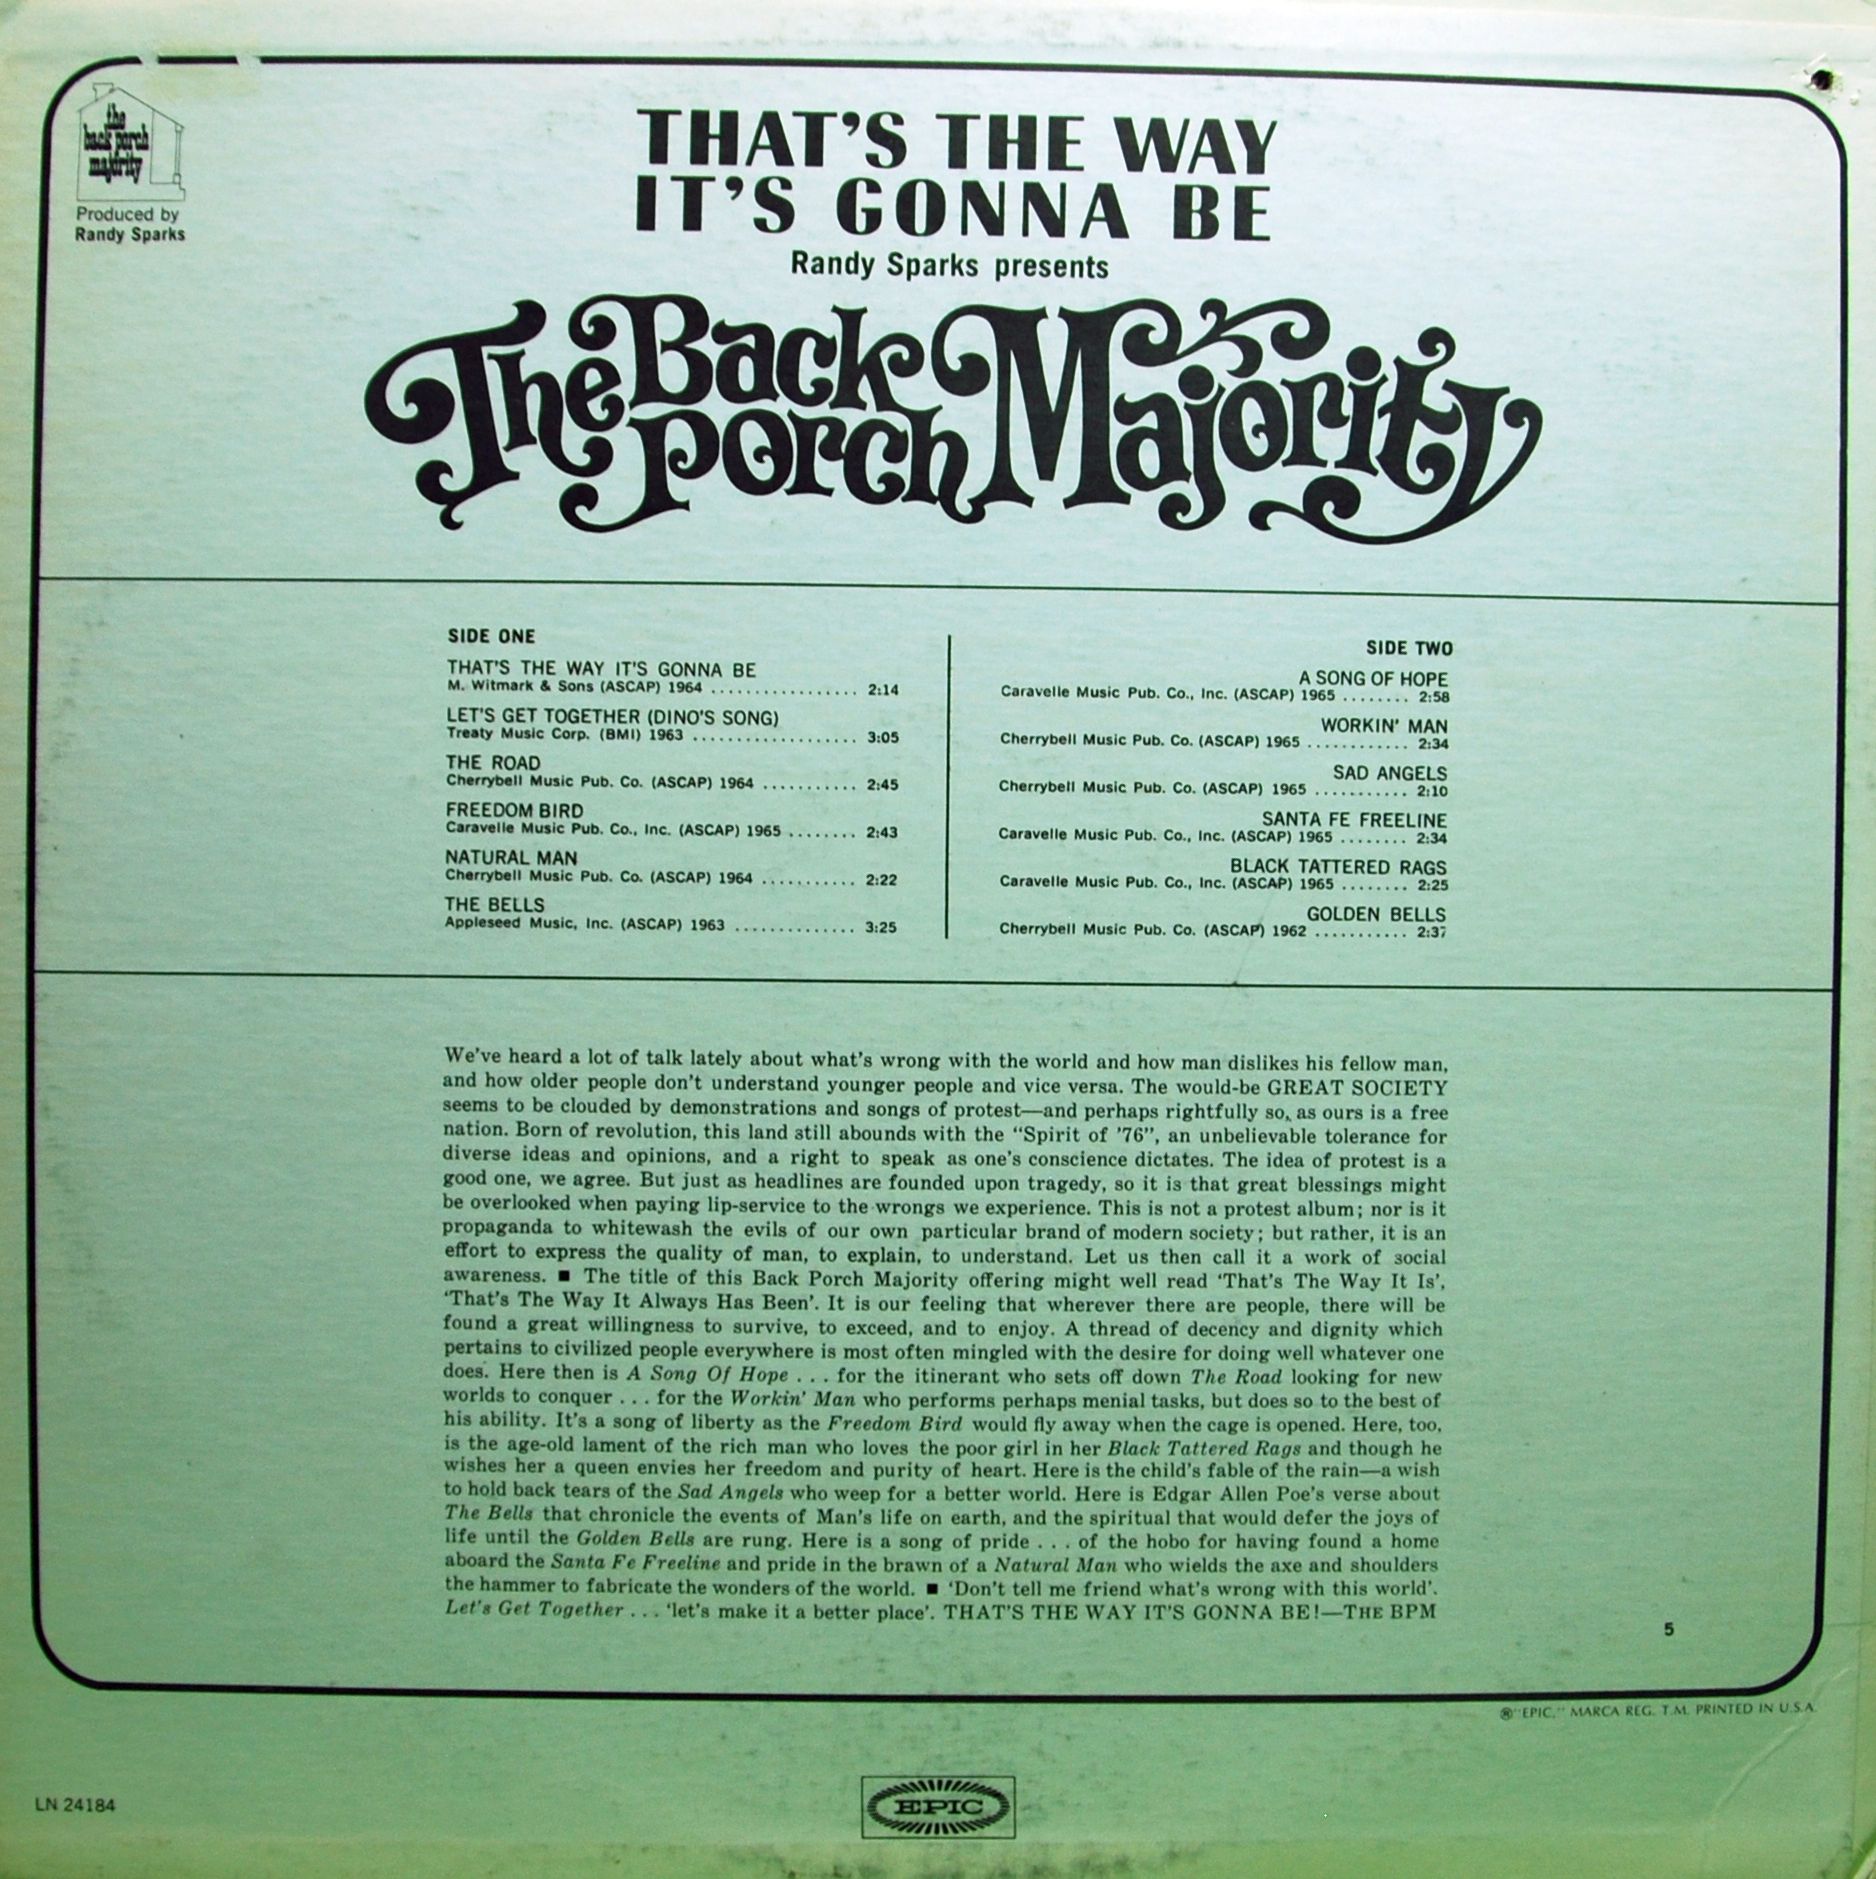 the
back porch
majority
Produced by
Randy Sparks
THAT'S THE WAY
IT'S GONNA BE
Randy Sparks presents
The Back Porch Majority
SIDE ONE
THAT'S THE WAY IT'S GONNA BE
M. Witmark & Sons (ASCAP) 1964 ................. 2:14
LET'S GET TOGETHER (DINO'S SONG)
Treaty Music Corp. (BMI) 1963 ................... 3:05
THE ROAD
Cherrybell Music Pub. Co. (ASCAP) 1964 ........... 2:45
FREEDOM BIRD
Caravelle Music Pub. Co., Inc. (ASCAP) 1965 ........ 2:43
NATURAL MAN
Cherrybell Music Pub. Co. (ASCAP) 1964 ........... 2:22
THE BELLS
Appleseed Music, Inc. (ASCAP) 1963 .............. 3:25
SIDE TWO
A SONG OF HOPE
Caravelle Music Pub. Co., Inc. (ASCAP) 1965 ........ 2:58
WORKIN' MAN
Cherrybell Music Pub. Co. (ASCAP) 1965 ............ 2:34
SAD ANGELS
Cherrybell Music Pub. Co. (ASCAP) 1965 ........... 2:10
SANTA FE FREELINE
Caravelle Music Pub. Co., Inc. (ASCAP) 1965 ........ 2:34
BLACK TATTERED RAGS
Caravelle Music Pub. Co., Inc. (ASCAP) 1965 ........ 2:25
GOLDEN BELLS
Cherrybell Music Pub. Co. (ASCAP) 1962 ........... 2:37
We've heard a lot of talk lately about what's wrong with the world and how man dislikes his fellow man,
and how older people don't understand younger people and vice versa. The would-be GREAT SOCIETY
seems to be clouded by demonstrations and songs of protest—and perhaps rightfully so, as ours is a free
nation. Born of revolution, this land still abounds with the "Spirit of '76", an unbelievable tolerance for
diverse ideas and opinions, and a right to speak as one's conscience dictates. The idea of protest is a
good one, we agree. But just as headlines are founded upon tragedy, so it is that great blessings might
be overlooked when paying lip-service to the wrongs we experience. This is not a protest album; nor is it
propaganda to whitewash the evils of our own particular brand of modern society; but rather, it is an
effort to express the quality of man, to explain, to understand. Let us then call it a work of social
awareness. ■ The title of this Back Porch Majority offering might well read 'That's The Way It Is',
'That's The Way It Always Has Been'. It is our feeling that wherever there are people, there will be
found a great willingness to survive, to exceed, and to enjoy. A thread of decency and dignity which
pertains to civilized people everywhere is most often mingled with the desire for doing well whatever one
does. Here then is A Song Of Hope . . . for the itinerant who sets off down The Road looking for new
worlds to conquer . . . for the Workin' Man who performs perhaps menial tasks, but does so to the best of
his ability. It's a song of liberty as the Freedom Bird would fly away when the cage is opened. Here, too,
is the age-old lament of the rich man who loves the poor girl in her Black Tattered Rags and though he
wishes her a queen envies her freedom and purity of heart. Here is the child's fable of the rain—a wish
to hold back tears of the Sad Angels who weep for a better world. Here is Edgar Allen Poe's verse about
The Bells that chronicle the events of Man's life on earth, and the spiritual that would defer the joys of
life until the Golden Bells are rung. Here is a song of pride . . . of the hobo for having found a home
aboard the Santa Fe Freeline and pride in the brawn of a Natural Man who wields the axe and shoulders
the hammer to fabricate the wonders of the world. ■ 'Don't tell me friend what's wrong with this world'.
Let's Get Together . . . 'let's make it a better place'. THAT'S THE WAY IT'S GONNA BE!—THE BPM
5
® "EPIC," MARCA REG. T.M. PRINTED IN U.S.A.
LN 24184
EPIC